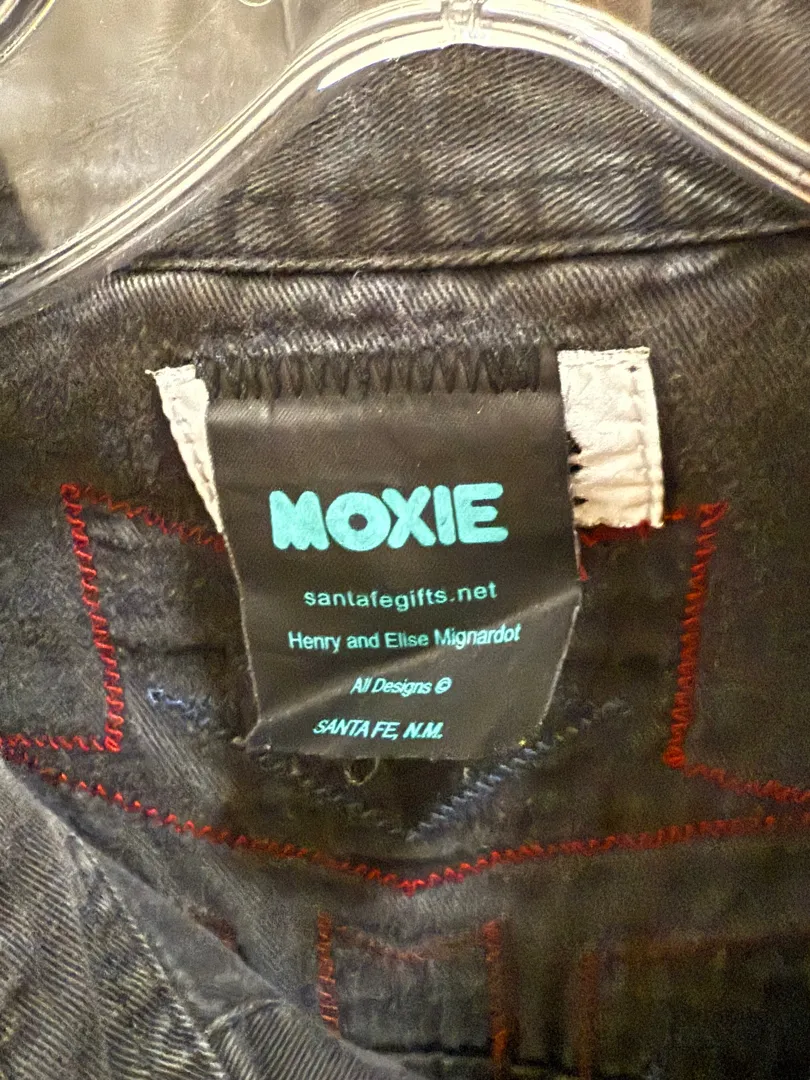 MOXIE
santafegifts.net
Henry and Elise Mignardot
All Designs ©
SANTA FE, N.M.